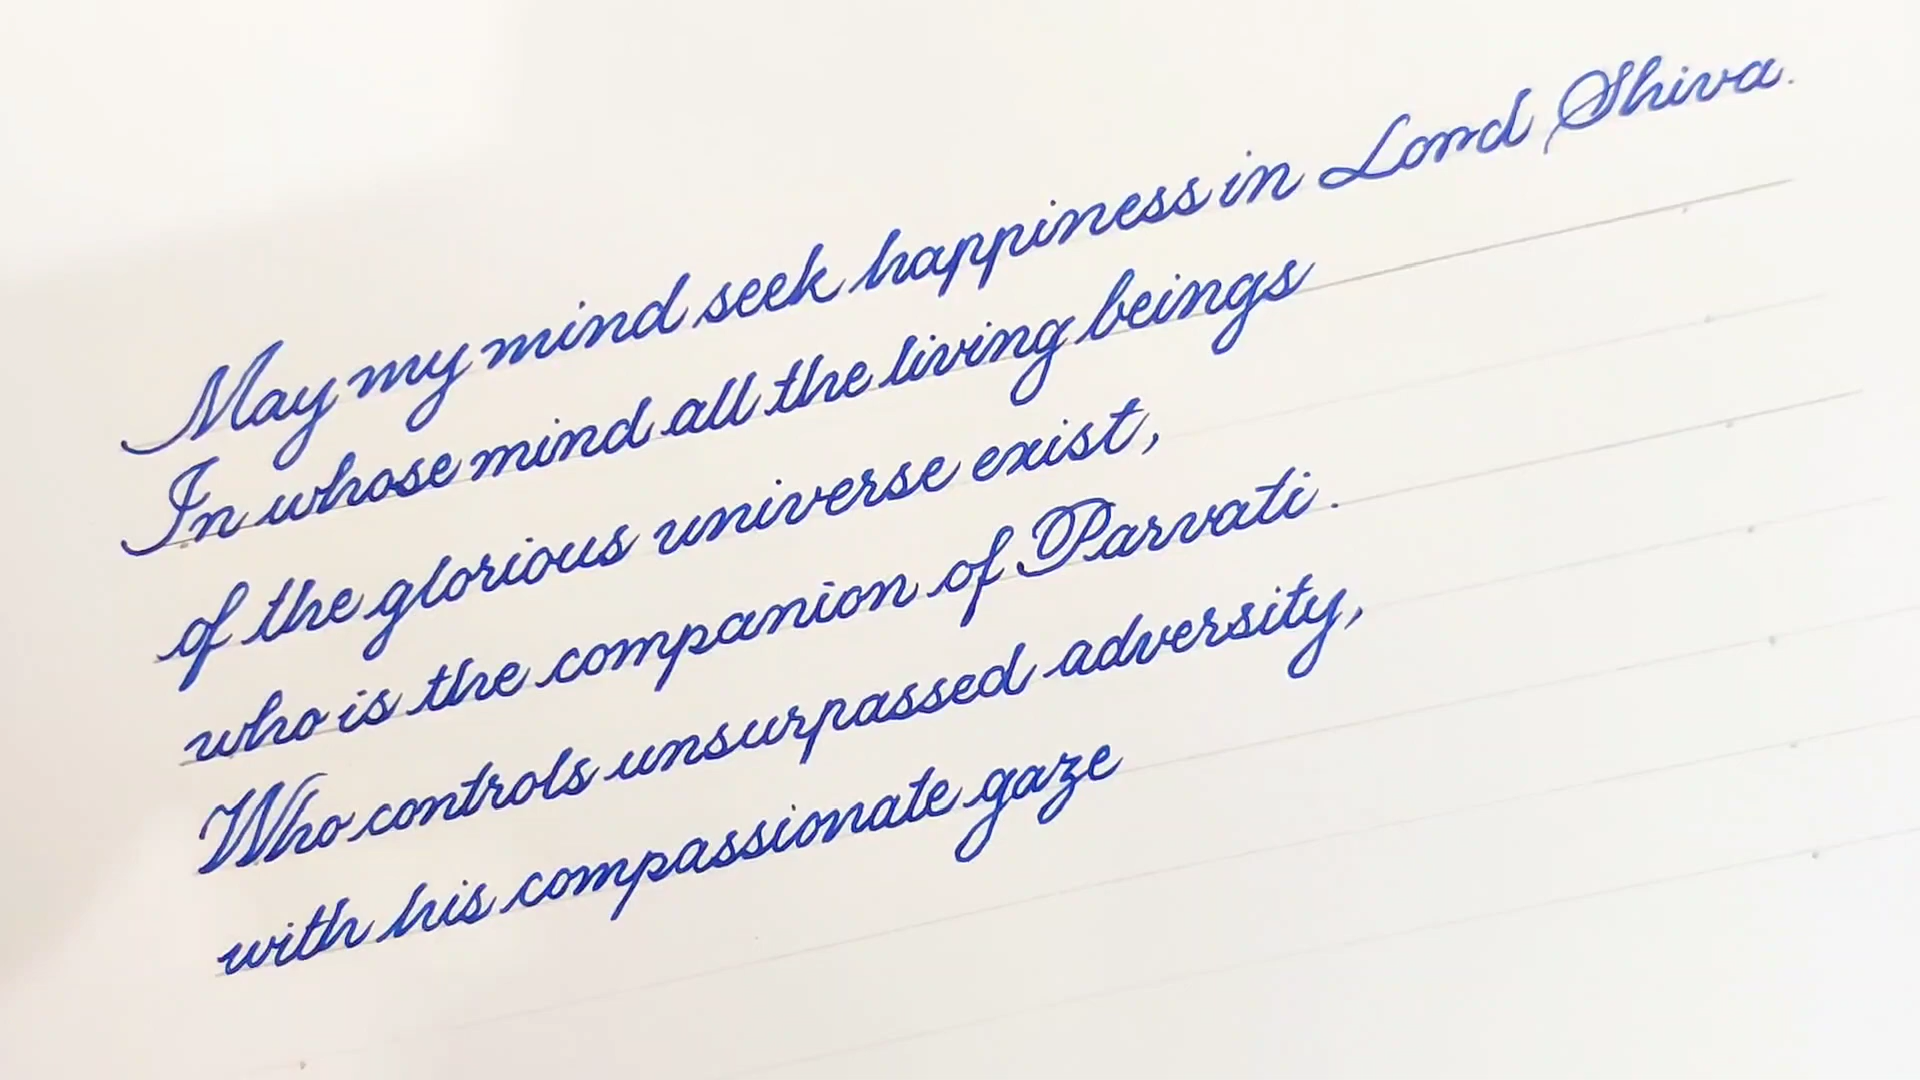 May my mind seek happiness in Lord Shiva.
In whose mind all the living beings
of the glorious universe exist,
who is the companion of Parvati.
Who controls unsurpassed adversity,
with his compassionate gaze